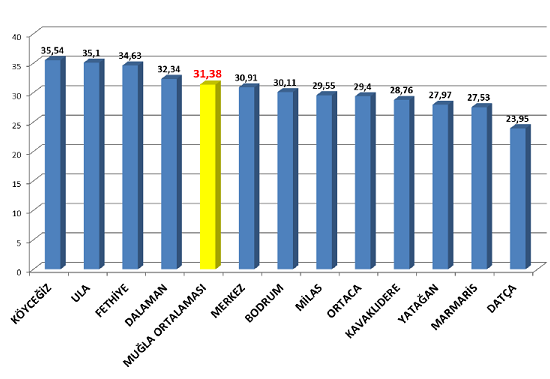 40
35
30
25
20
15
10
5
0
35,54
35,1
34,63
32,34
31,38
30,91
30,11
29,55
29,4
28,76
27,97
27,53
23,95
KÖYCEĞİZ
ULA
FETHİYE
DALAMAN
MUĞLA ORTALAMASI
MERKEZ
BODRUM
MİLAS
ORTACA
KAVAKLIDERE
YATAĞAN
MARMARİS
DATÇA